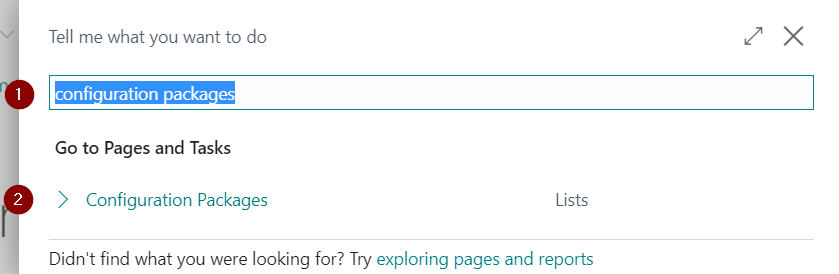 Tell me what you want to do
1
configuration packages
Go to Pages and Tasks
2
Configuration Packages Lists
Didn't find what you were looking for? Try exploring pages and reports